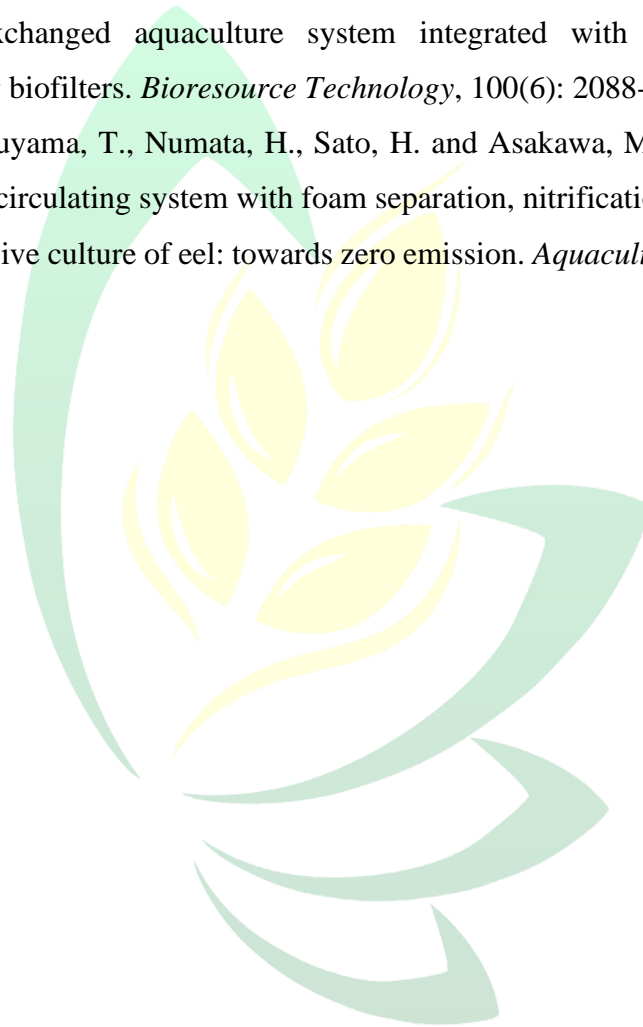 xchanged aquaculture system integrated with
biofilters. Bioresource Technology, 100(6): 2088-
uyama, T., Numata, H., Sato, H. and Asakawa, M
circulating system with foam separation, nitrificatio
ive culture of eel: towards zero emission. Aquacult